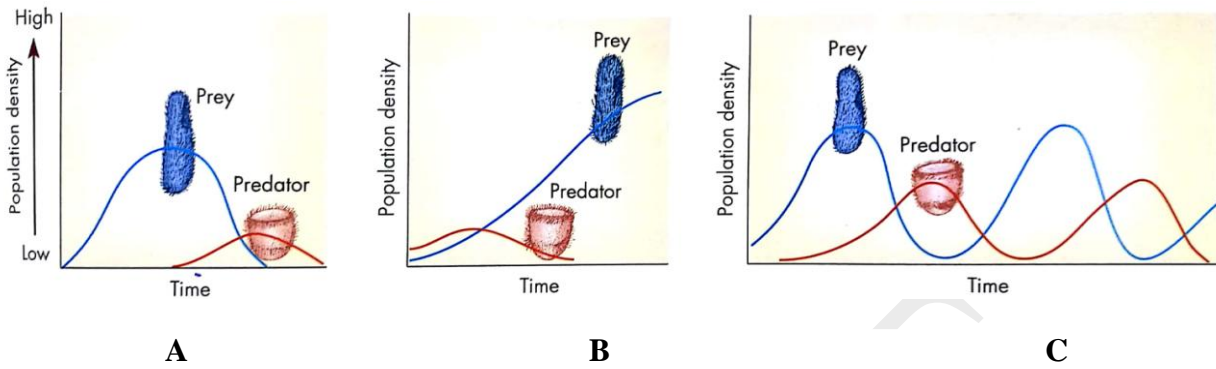 High
Population density
Low
Prey
Predator
Time
Population density
Prey
Predator
Time
Population density
Prey
Predator
Time
A
B
C